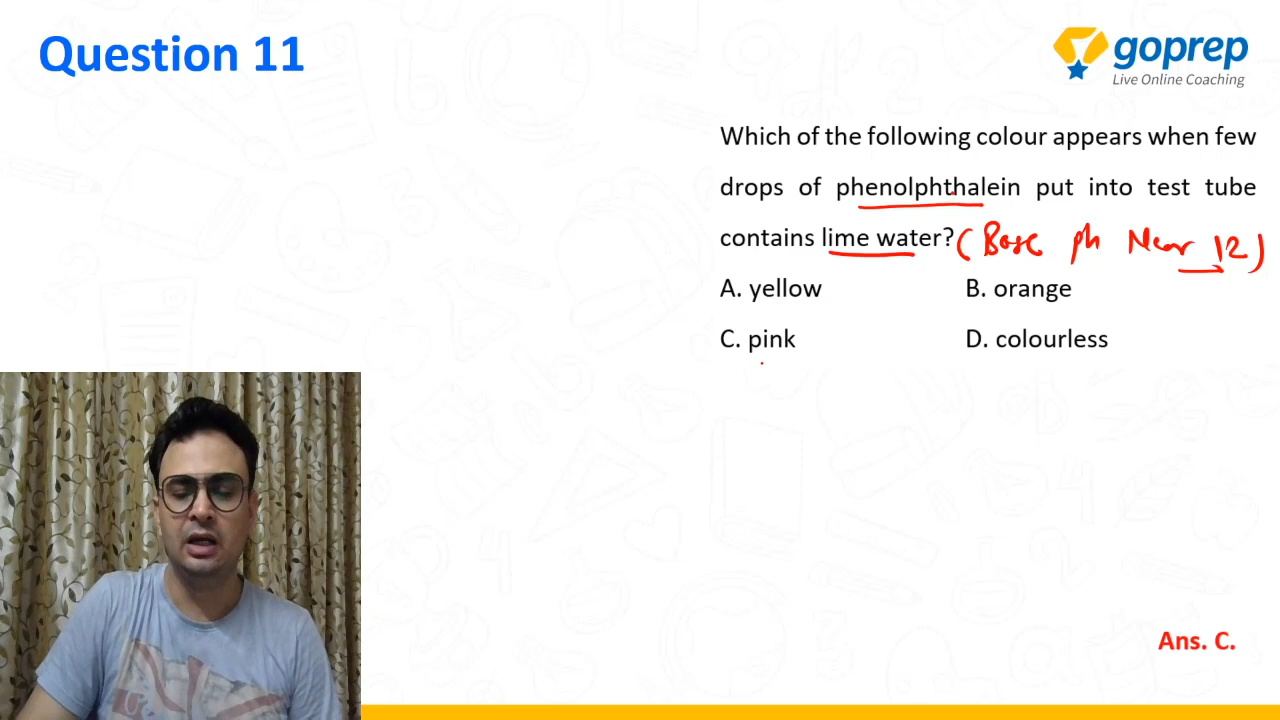 Question 11
goprep
Live Online Coaching
Which of the following colour appears when few
drops of phenolphthalein put into test tube
contains lime water? (Base ph Near 12)
A. yellow B. orange
C. pink D. colourless
Ans. C.